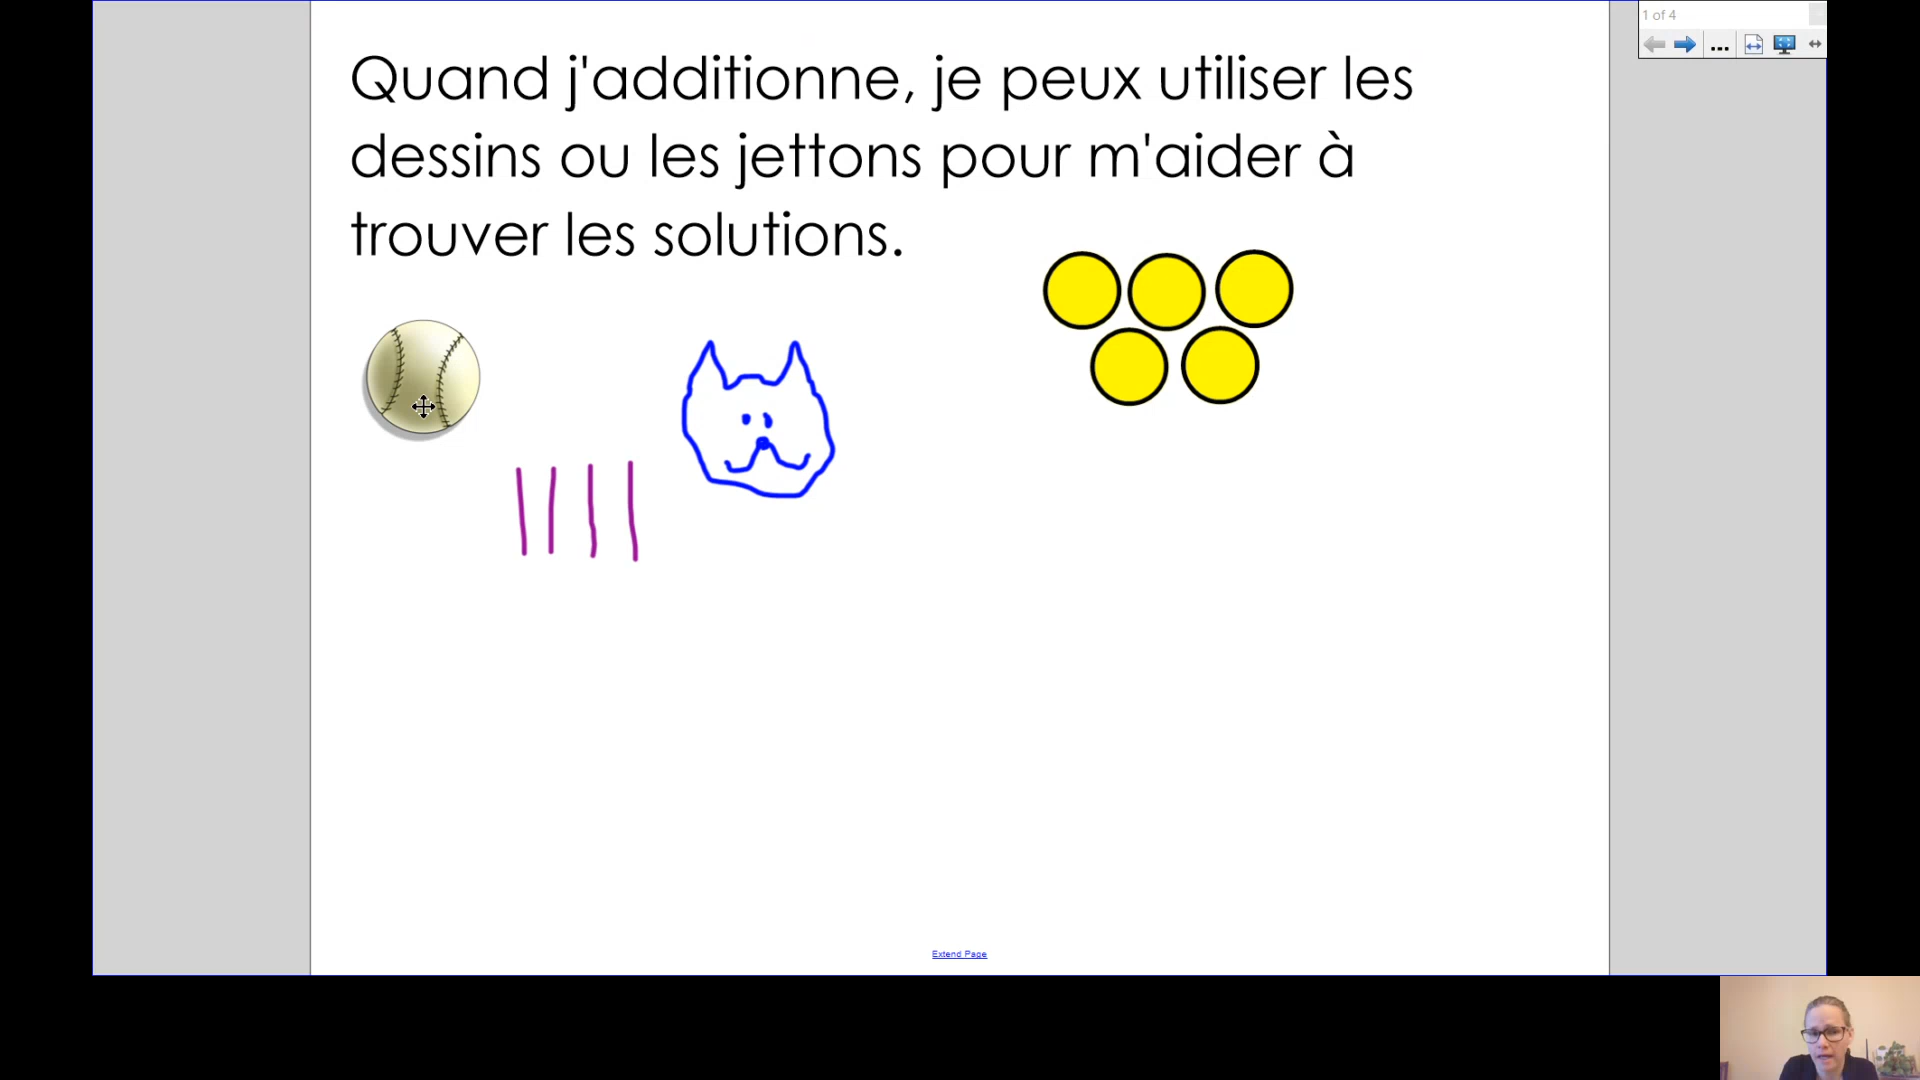 1 of 4
Quand j'additionne, je peux utiliser les
dessins ou les jettons pour m'aider à
trouver les solutions.
Extend Page